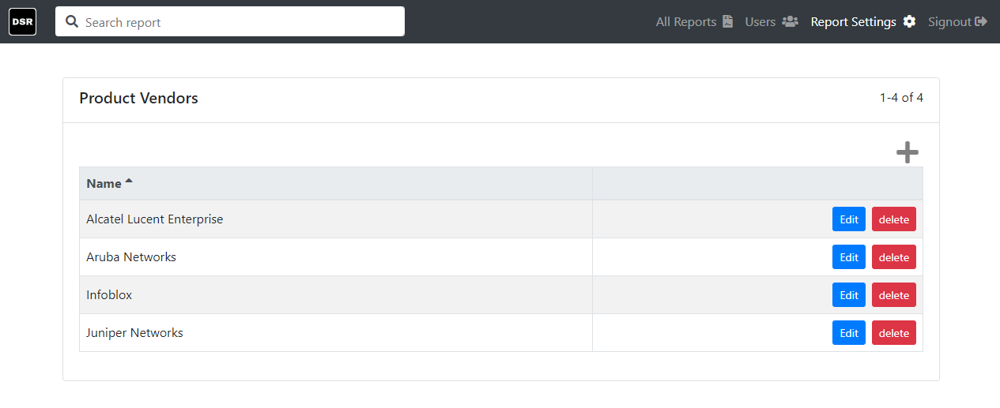 DSR Search report All Reports Users Report Settings Signout
Product Vendors 1-4 of 4
Name
Alcatel Lucent Enterprise Edit delete
Aruba Networks Edit delete
Infoblox Edit delete
Juniper Networks Edit delete